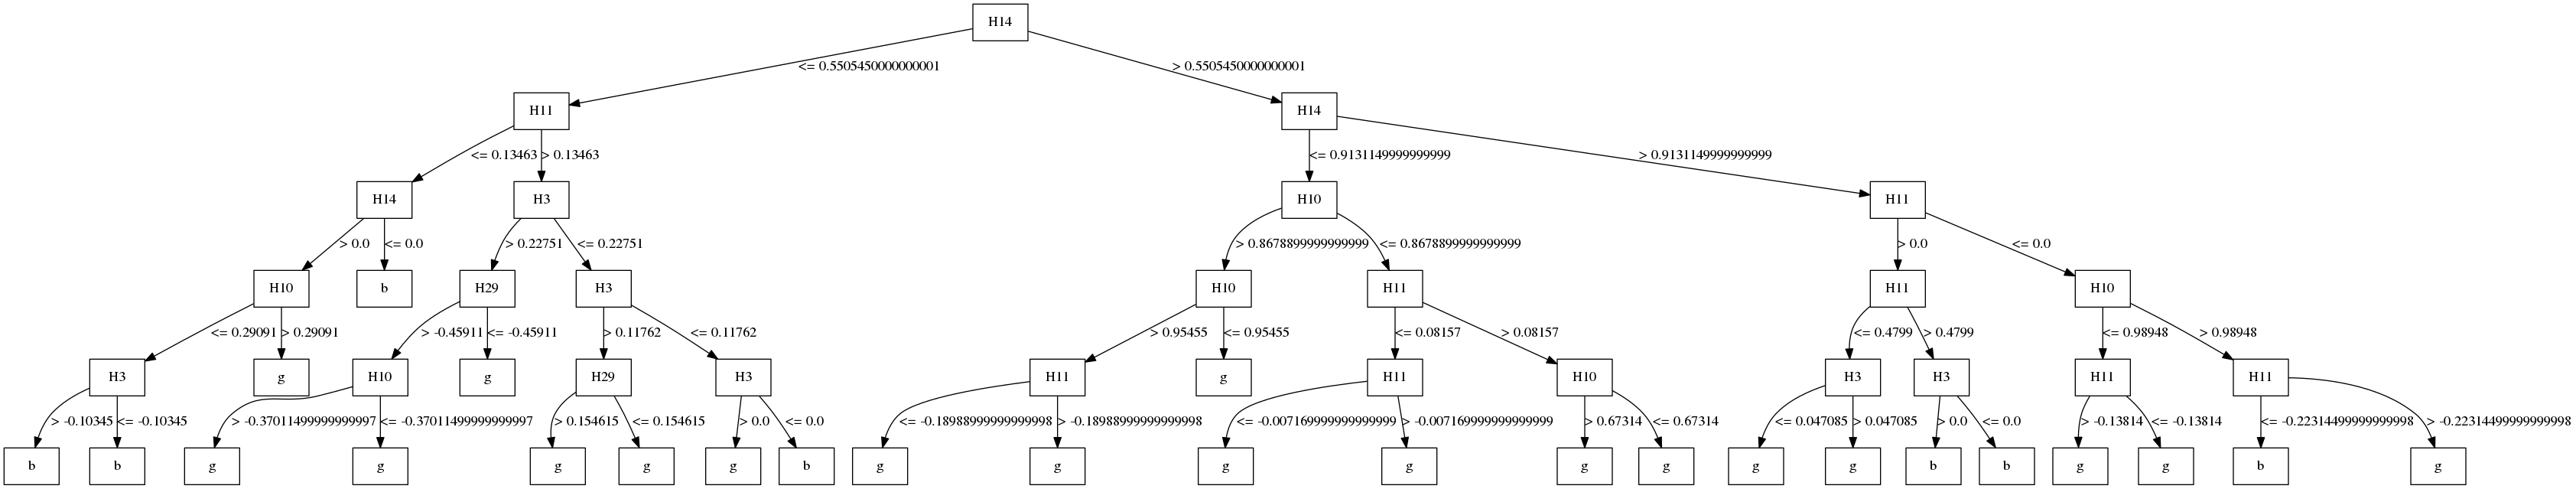 H14
<= 0.5505450000000001 > 0.5505450000000001
H11 H14
<= 0.13463 > 0.13463 <= 0.9131149999999999 > 0.9131149999999999
H14 H3 H10 H11
> 0.0 <= 0.0 > 0.22751 <= 0.22751 > 0.8678899999999999 <= 0.8678899999999999 > 0.0 <= 0.0
H10 b H29 H3 H10 H11 H11 H10
<= 0.29091 > 0.29091 > -0.45911 <= -0.45911 > 0.11762 <= 0.11762 > 0.95455 <= 0.95455 <= 0.08157 > 0.08157 <= 0.4799 > 0.4799 <= 0.98948 > 0.98948
H3 g H10 g H29 H3 H11 g H11 H10 H3 H3 H11 H11
> -0.10345 <= -0.10345 > -0.37011499999999997 <= -0.37011499999999997 > 0.154615 <= 0.154615 > 0.0 <= 0.0 <= -0.18988999999999998 > -0.18988999999999998 <= -0.007169999999999999 > -0.007169999999999999 > 0.67314 <= 0.67314 <= 0.047085 > 0.047085 > 0.0 <= 0.0 > -0.13814 <= -0.13814 <= -0.22314499999999998 > -0.22314499999999998
b b g g g g g b g g g g g g g g b b g g b g